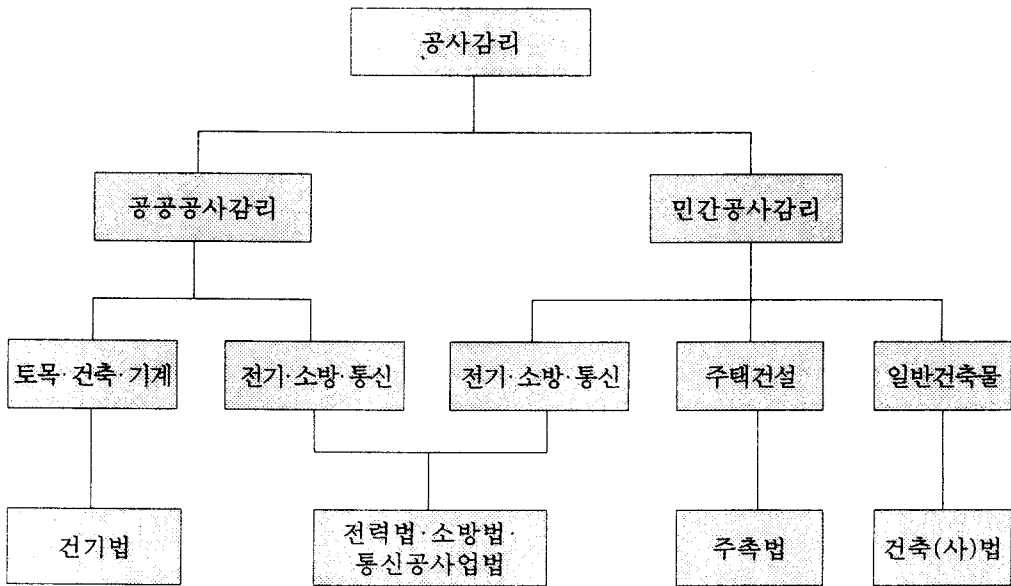 공사감리
공공공사감리
민간공사감리
토목·건축·기계
전기·소방·통신
전기·소방·통신
주택건설
일반건축물
건기법
전력법·소방법·
통신공사업법
주촉법
건축(사)법